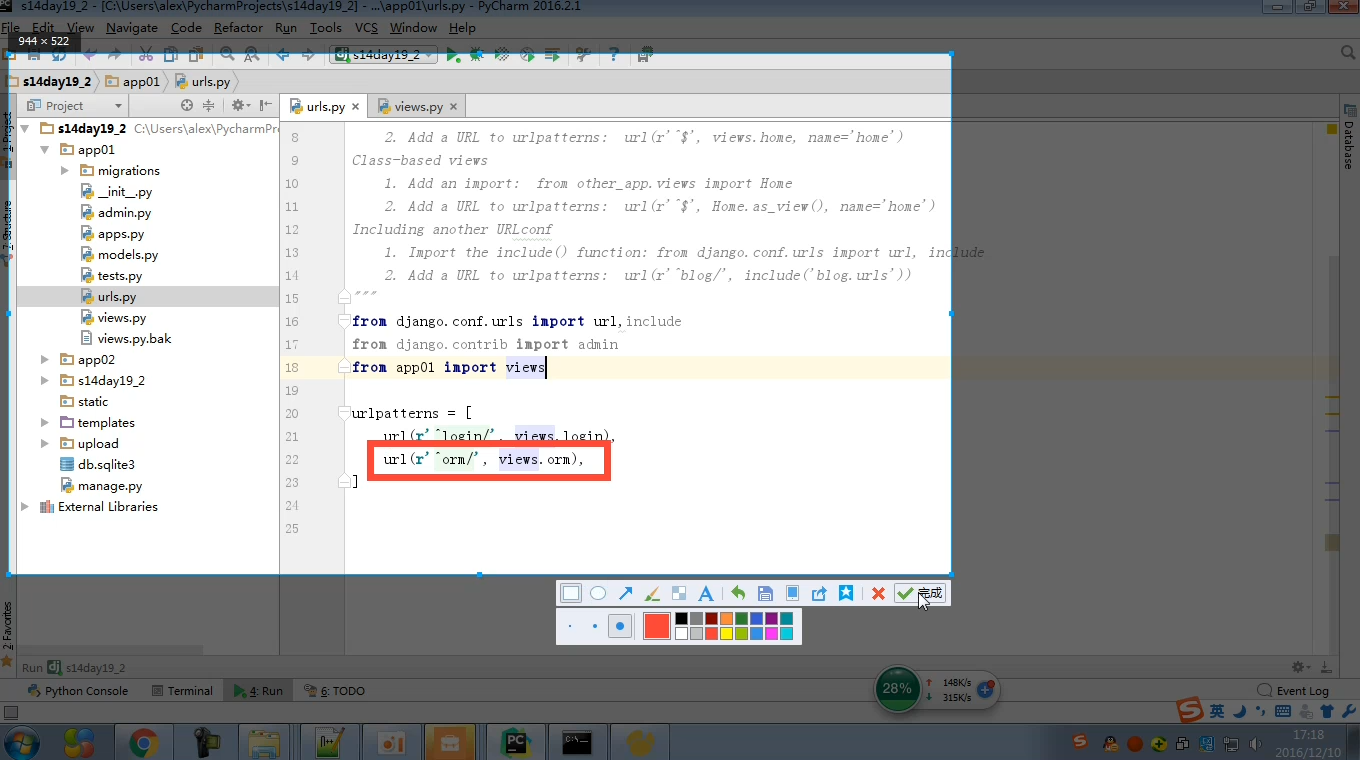 s14day19_2 - [C:\Users\alex\PycharmProjects\s14day19_2] - ...\app01\urls.py - PyCharm 2016.2.1
File Edit View Navigate Code Refactor Run Tools VCS Window Help
944 × 522
s14day19_2
s14day19_2 app01 urls.py
Project
urls.py
views.py
1: Project
7: Structure
2: Favorites
Database
s14day19_2 C:\Users\alex\PycharmPr
app01
migrations
__init__.py
admin.py
apps.py
models.py
tests.py
urls.py
views.py
views.py.bak
app02
s14day19_2
static
templates
upload
db.sqlite3
manage.py
External Libraries
8 2. Add a URL to urlpatterns: url(r'^$', views.home, name='home')
9 Class-based views
10 1. Add an import: from other_app.views import Home
11 2. Add a URL to urlpatterns: url(r'^$', Home.as_view(), name='home')
12 Including another URLconf
13 1. Import the include() function: from django.conf.urls import url, include
14 2. Add a URL to urlpatterns: url(r'^blog/', include('blog.urls'))
15 """
16 from django.conf.urls import url,include
17 from django.contrib import admin
18 from app01 import views
19
20 urlpatterns = [
21 url(r'^login/', views.login),
22 url(r'^orm/', views.orm),
23 ]
24
25
A
完成
Run dj s14day19_2
Python Console Terminal 4: Run 6: TODO
Event Log
28%
148K/s
315K/s
英
17:18
2016/12/10